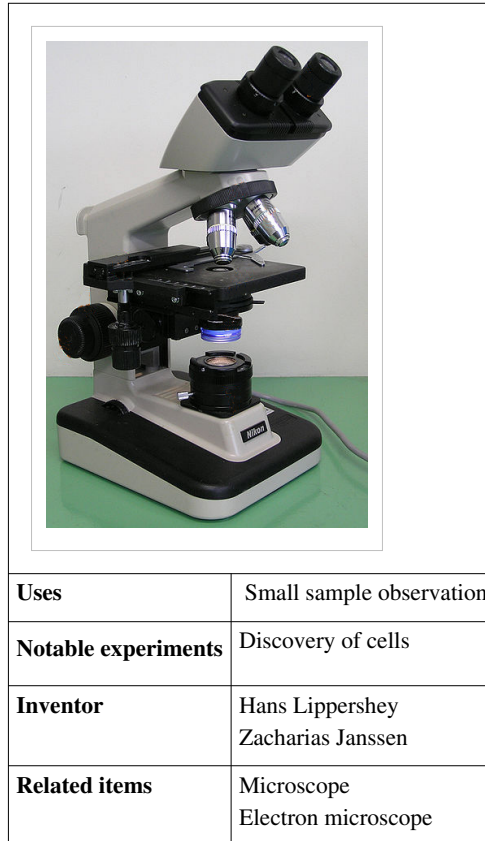 Nikon
Uses Small sample observation
Notable experiments Discovery of cells
Inventor Hans Lippershey
Zacharias Janssen
Related items Microscope
Electron microscope